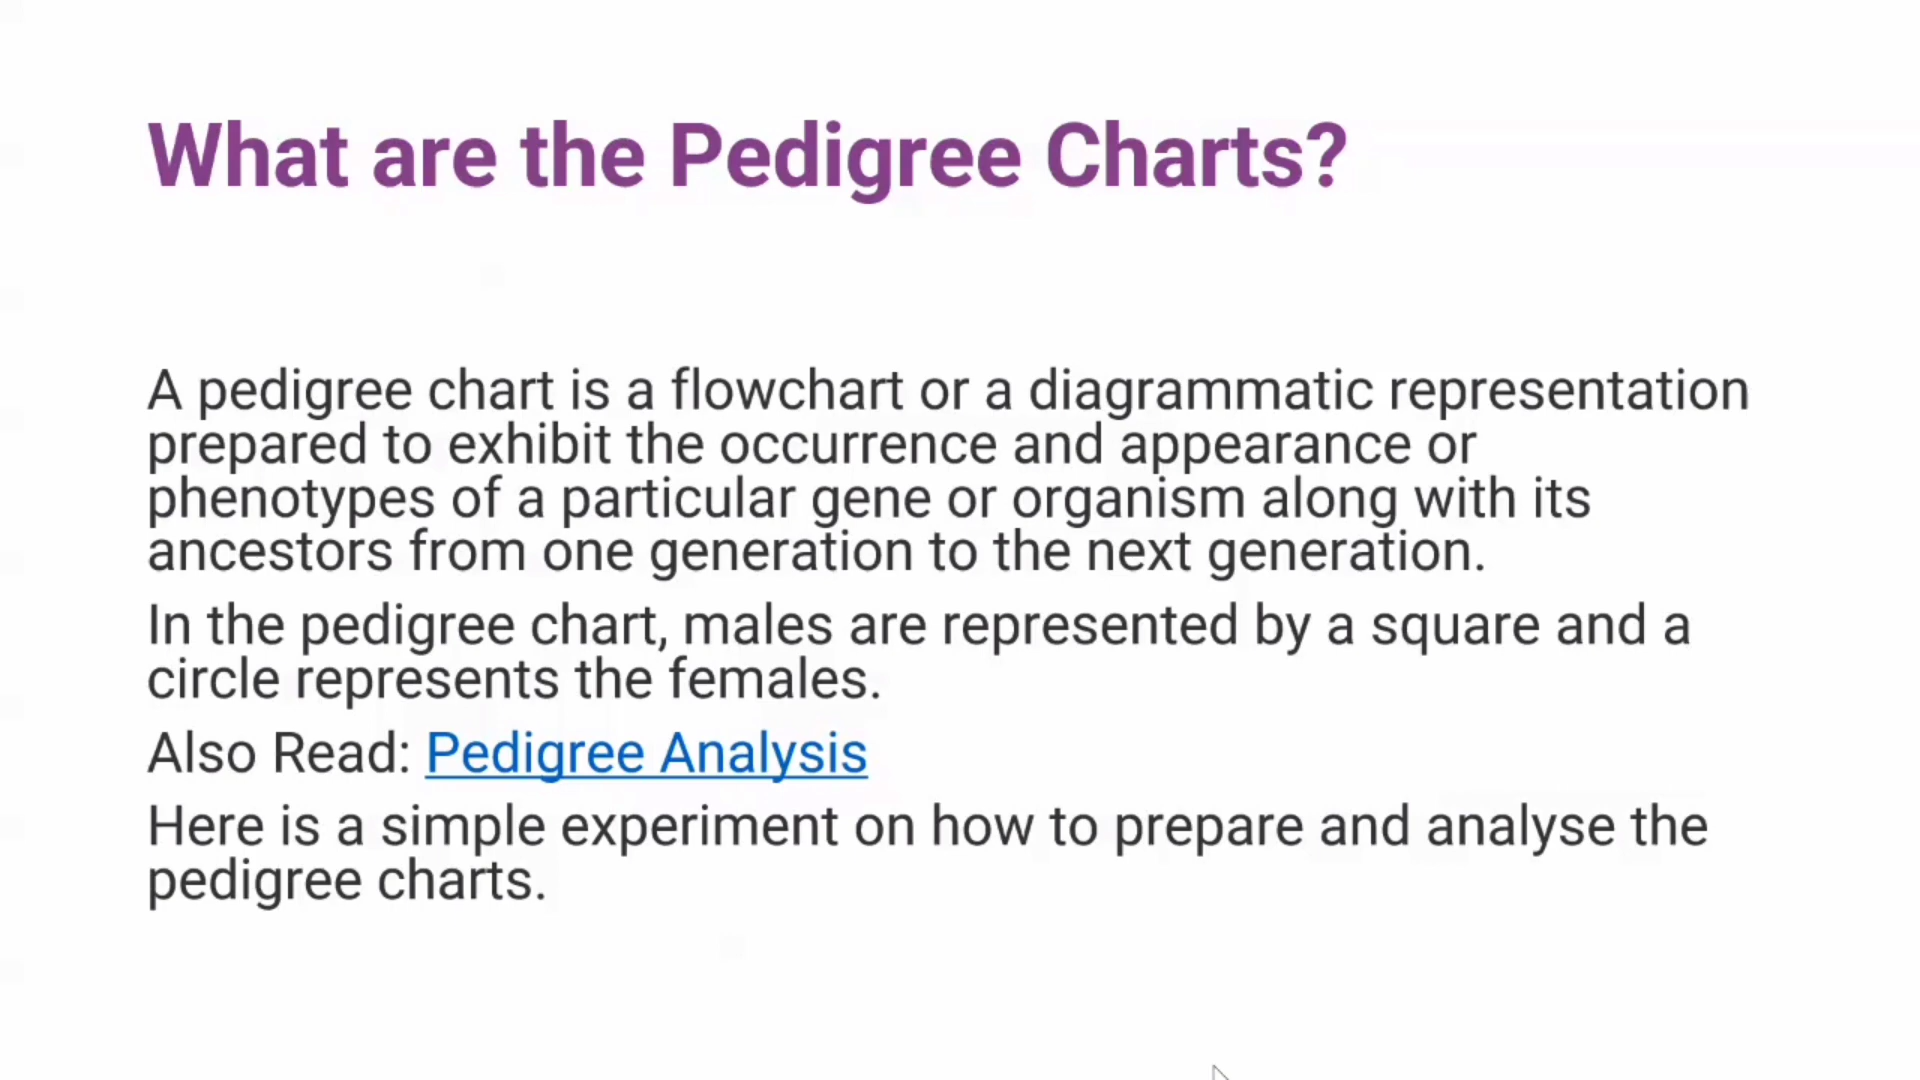 What are the Pedigree Charts?
A pedigree chart is a flowchart or a diagrammatic representation
prepared to exhibit the occurrence and appearance or
phenotypes of a particular gene or organism along with its
ancestors from one generation to the next generation.
In the pedigree chart, males are represented by a square and a
circle represents the females.
Also Read: Pedigree Analysis
Here is a simple experiment on how to prepare and analyse the
pedigree charts.